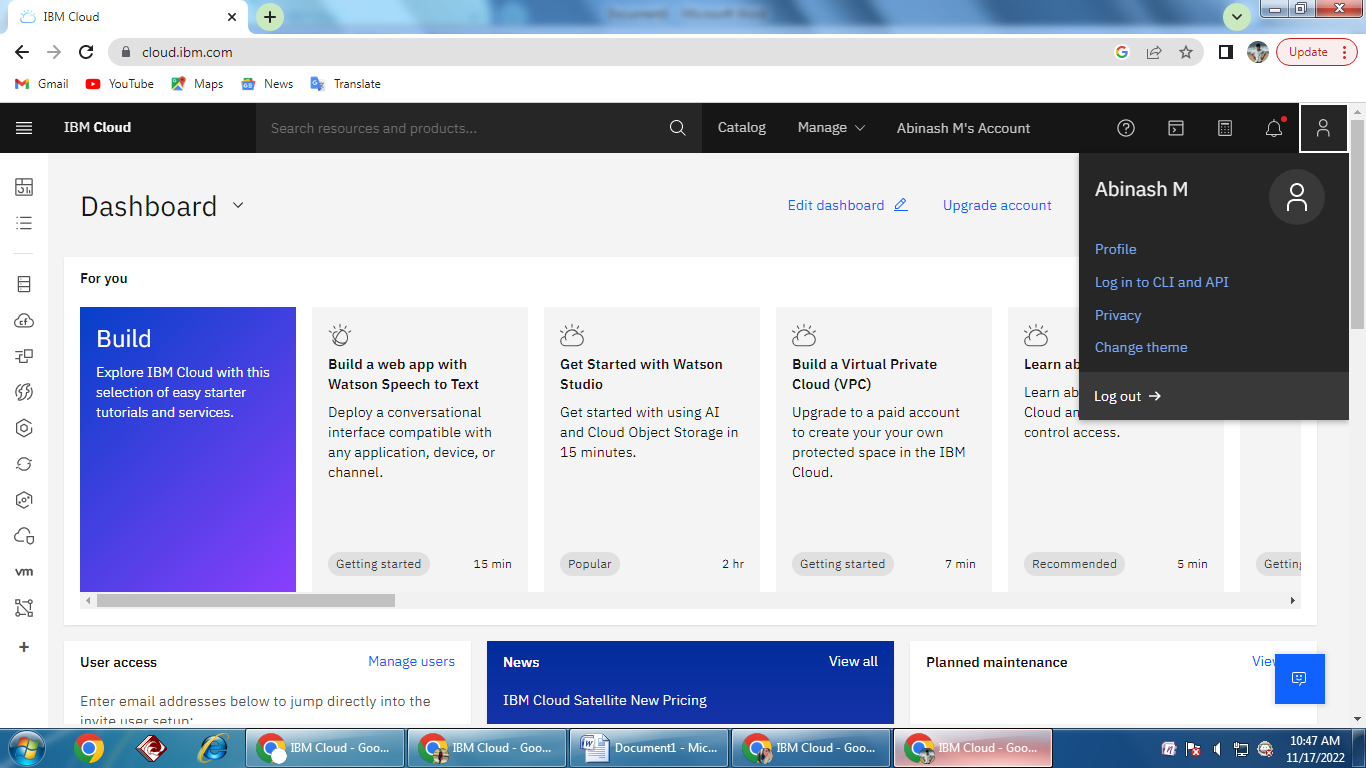 IBM Cloud
Document1 - Microsoft Word
cloud.ibm.com
Update
Gmail YouTube Maps News Translate
IBM Cloud
Search resources and products...
Catalog Manage Abinash M's Account
Dashboard
Edit dashboard
Upgrade account
Abinash M
Profile
Log in to CLI and API
Privacy
Change theme
Log out
For you
Build
Explore IBM Cloud with this
selection of easy starter
tutorials and services.
Build a web app with
Watson Speech to Text
Deploy a conversational
interface compatible with
any application, device, or
channel.
Getting started 15 min
Get Started with Watson
Studio
Get started with using AI
and Cloud Object Storage in
15 minutes.
Popular 2 hr
Build a Virtual Private
Cloud (VPC)
Upgrade to a paid account
to create your your own
protected space in the IBM
Cloud.
Getting started 7 min
Learn ab
Learn ab
Cloud an
control access.
Recommended 5 min
Getting
vm
User access Manage users
Enter email addresses below to jump directly into the
invite user setup:
News View all
IBM Cloud Satellite New Pricing
Planned maintenance View
IBM Cloud - Goo...
IBM Cloud - Goo...
Document1 - Mic...
IBM Cloud - Goo...
IBM Cloud - Goo...
10:47 AM
11/17/2022